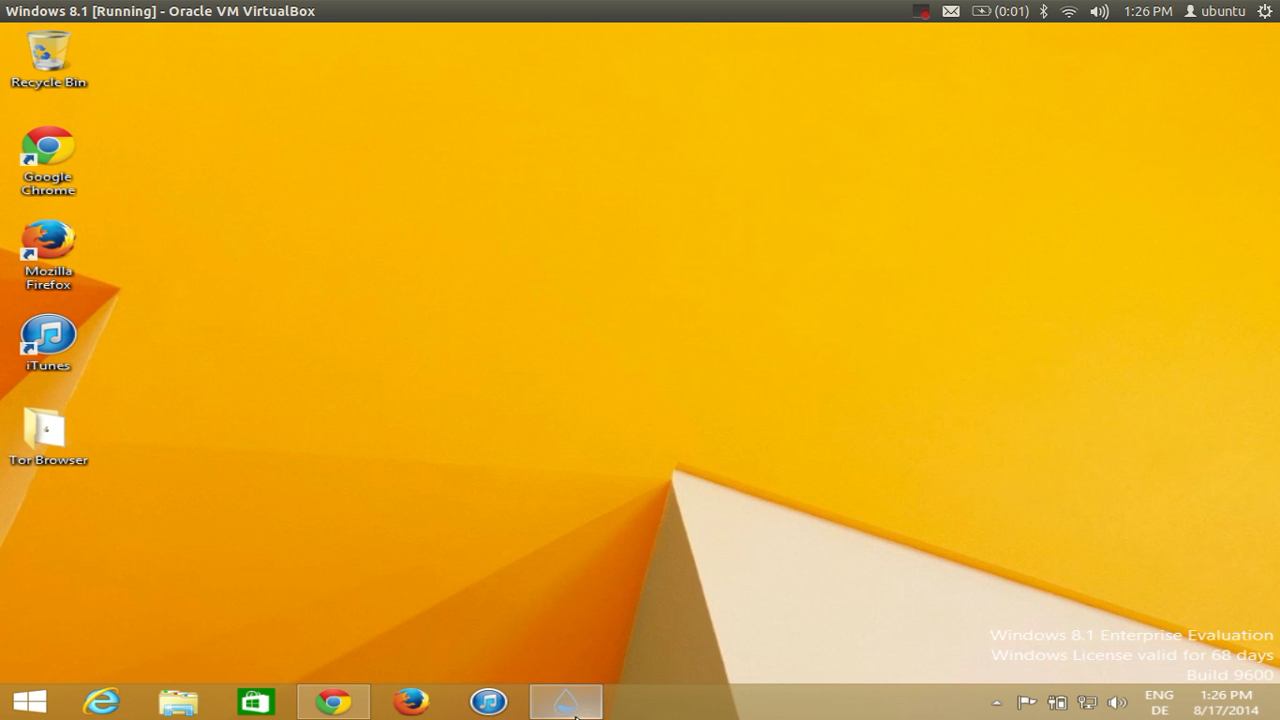 Windows 8.1 [Running] - Oracle VM VirtualBox
(0:01)
1:26 PM
ubuntu
Recycle Bin
Google
Chrome
Mozilla
Firefox
iTunes
Tor Browser
Windows 8.1 Enterprise Evaluation
Windows License valid for 68 days
Build 9600
ENG
DE
1:26 PM
8/17/2014